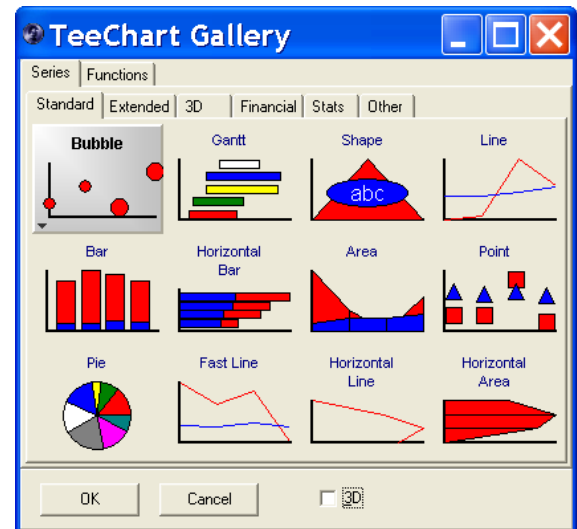 TeeChart Gallery
Series Functions
Standard Extended 3D Financial Stats Other
Bubble Gantt Shape Line
abc
Bar Horizontal Bar Area Point
Pie Fast Line Horizontal Line Horizontal Area
OK Cancel 3D